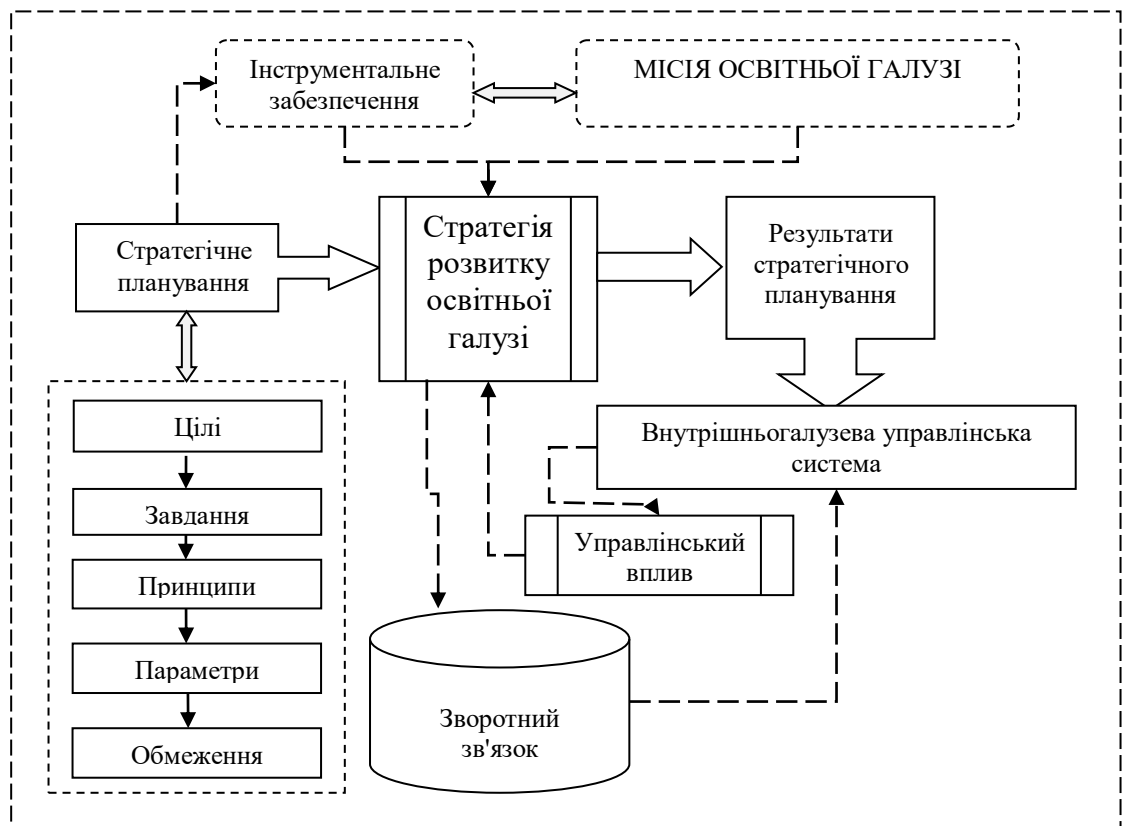 Інструментальне
забезпечення
МІСІЯ ОСВІТНЬОЇ ГАЛУЗІ
Стратегічне
планування
Стратегія
розвитку
освітньої
галузі
Результати
стратегічного
планування
Цілі
Завдання
Принципи
Параметри
Обмеження
Внутрішньогалузева управлінська
система
Управлінський
вплив
Зворотний
зв'язок